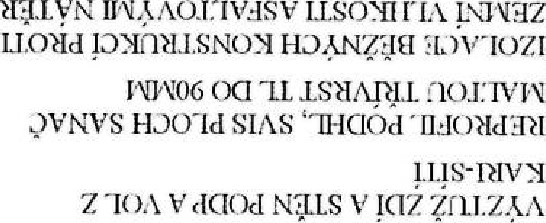 VÝZTUŽ ZDÍ A STĚN PODP A VOL Z
KARI-SÍTÍ
REPROFIL PODHL, SVIS PLOCH SANAČ
MALTOU TŘÍVRST TL DO 90MM
IZOLACE BĚŽNÝCH KONSTRUKCÍ PROTI
ZEMNÍ VLHKOSTI ASFALTOVÝMI NÁTĚR